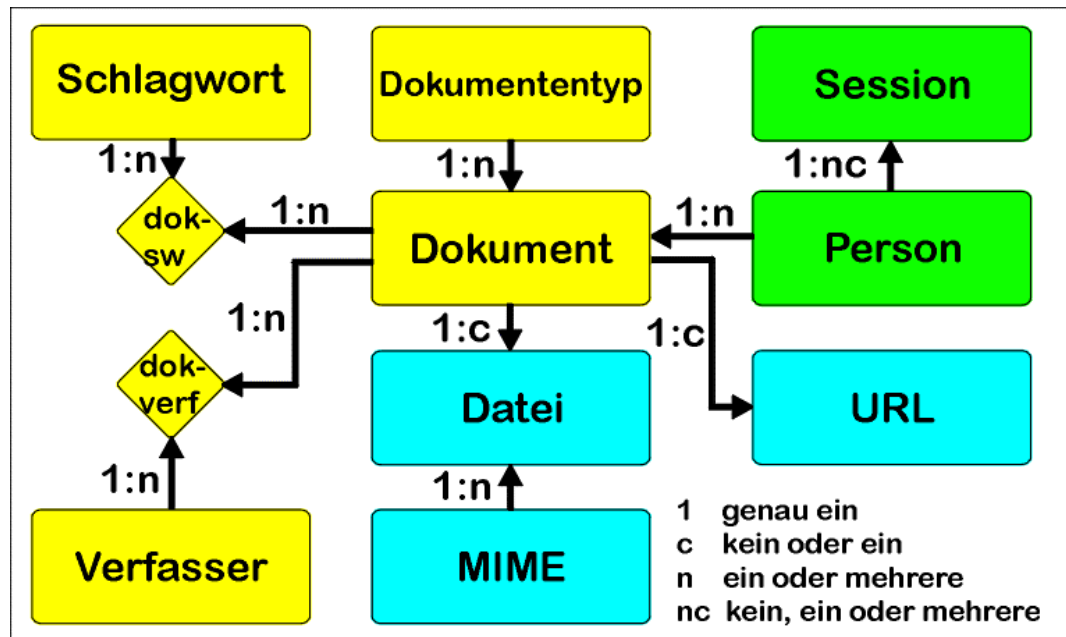 Schlagwort
Dokumententyp
Session
1:n
1:n
1:nc
dok-
sw
1:n
Dokument
1:n
Person
1:n
1:c
1:c
dok-
verf
Datei
URL
1:n
1:n
Verfasser
MIME
1 genau ein
c kein oder ein
n ein oder mehrere
nc kein, ein oder mehrere